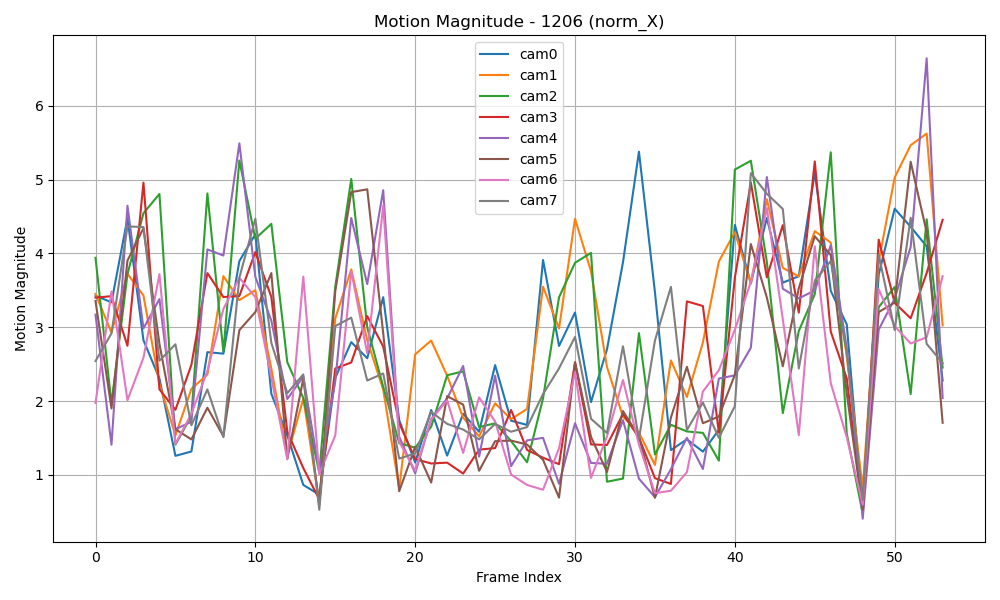 Motion Magnitude - 1206 (norm_X)
cam0
cam1
cam2
cam3
cam4
cam5
cam6
cam7
Motion Magnitude
6
5
4
3
2
1
0 10 20 30 40 50
Frame Index